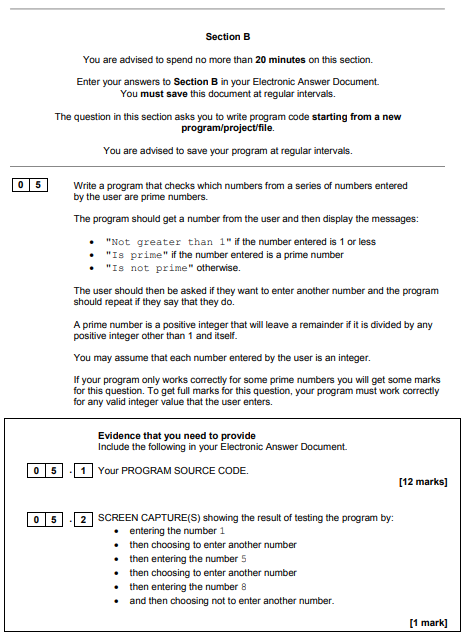 Section B
You are advised to spend no more than 20 minutes on this section.
Enter your answers to Section B in your Electronic Answer Document.
You must save this document at regular intervals.
The question in this section asks you to write program code starting from a new
program/project/file.
You are advised to save your program at regular intervals.
0 5 Write a program that checks which numbers from a series of numbers entered
by the user are prime numbers.
The program should get a number from the user and then display the messages:
• "Not greater than 1" if the number entered is 1 or less
• "Is prime" if the number entered is a prime number
• "Is not prime" otherwise.
The user should then be asked if they want to enter another number and the program
should repeat if they say that they do.
A prime number is a positive integer that will leave a remainder if it is divided by any
positive integer other than 1 and itself.
You may assume that each number entered by the user is an integer.
If your program only works correctly for some prime numbers you will get some marks
for this question. To get full marks for this question, your program must work correctly
for any valid integer value that the user enters.
Evidence that you need to provide
Include the following in your Electronic Answer Document.
0 5 . 1 Your PROGRAM SOURCE CODE.
[12 marks]
0 5 . 2 SCREEN CAPTURE(S) showing the result of testing the program by:
• entering the number 1
• then choosing to enter another number
• then entering the number 5
• then choosing to enter another number
• then entering the number 8
• and then choosing not to enter another number.
[1 mark]